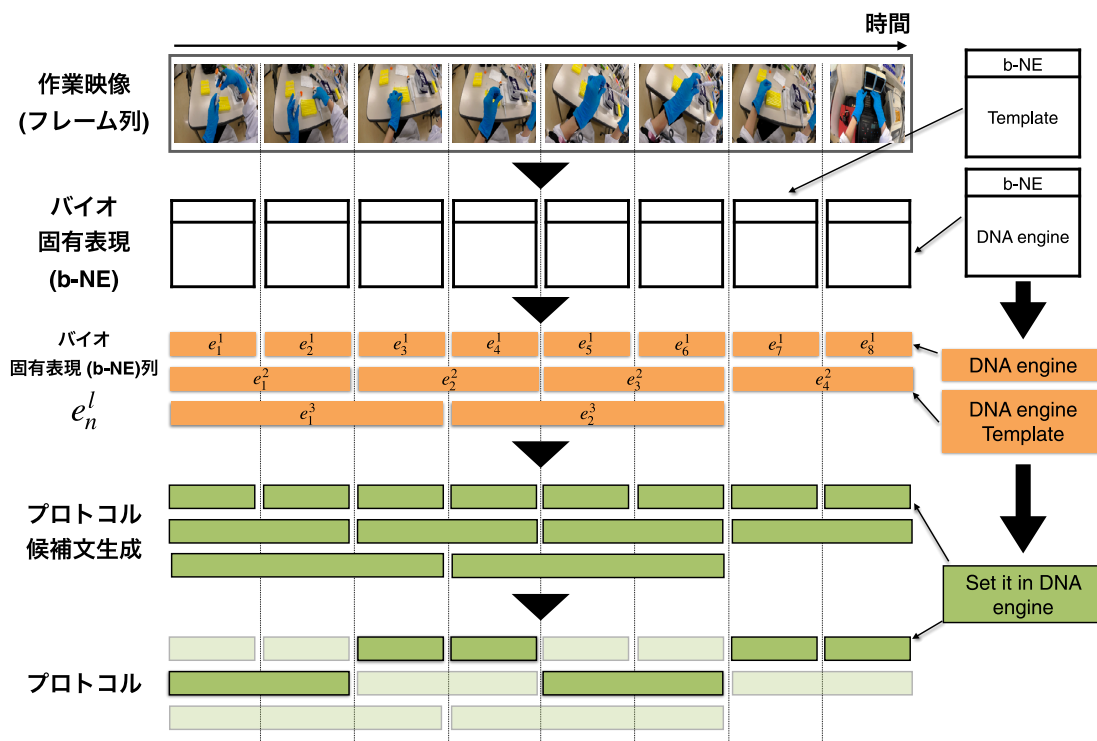 時間
作業映像
(フレーム列)
b-NE
Template
b-NE
DNA engine
バイオ
固有表現
(b-NE)
バイオ
固有表現 (b-NE)列
e_n^l
e_1^1 e_2^1 e_3^1 e_4^1 e_5^1 e_6^1 e_7^1 e_8^1
e_1^2 e_2^2 e_3^2 e_4^2
e_1^3 e_2^3
DNA engine
DNA engine
Template
プロトコル
候補文生成
Set it in DNA
engine
プロトコル